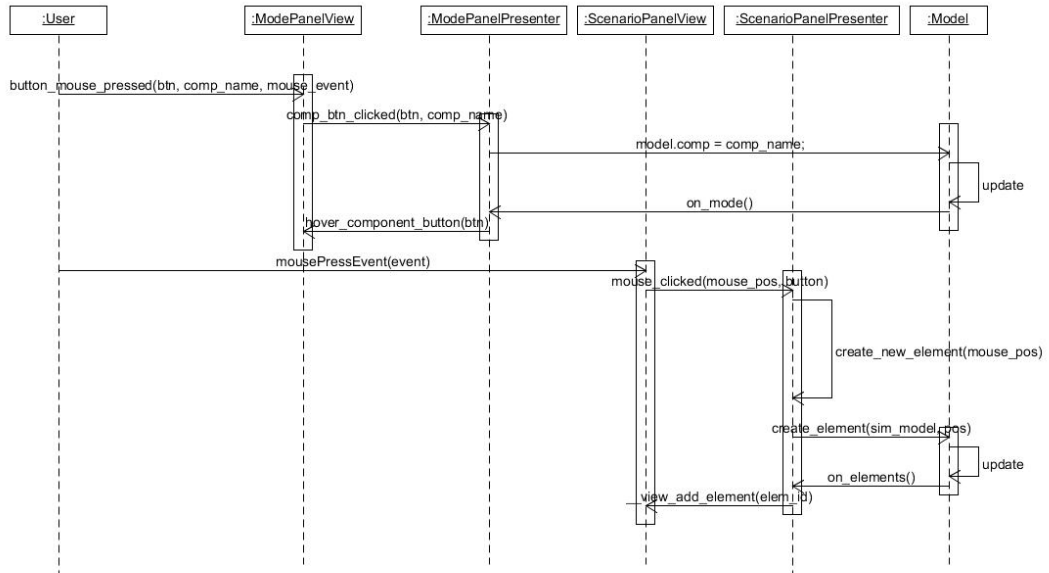 :User
:ModePanelView
:ModePanelPresenter
:ScenarioPanelView
:ScenarioPanelPresenter
:Model
button_mouse_pressed(btn, comp_name, mouse_event)
comp_btn_clicked(btn, comp_name)
model.comp = comp_name;
update
on_mode()
hover_component_button(btn)
mousePressEvent(event)
mouse_clicked(mouse_pos, button)
create_new_element(mouse_pos)
create_element(sim_model, pos)
update
on_elements()
view_add_element(elem_id)